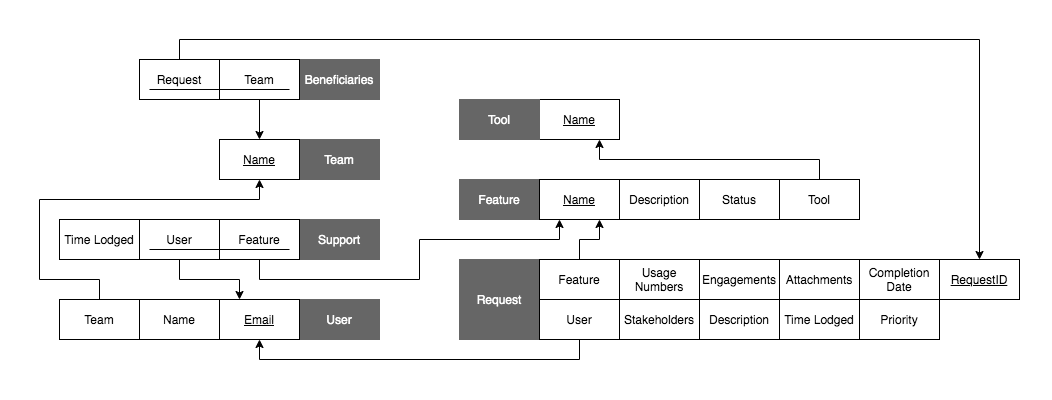 Request Team Beneficiaries
Tool Name
Name Team
Feature Name Description Status Tool
Time Lodged User Feature Support
Request
Feature
Usage
Numbers
Engagements
Attachments
Completion
Date
RequestID
User Stakeholders Description Time Lodged Priority
Team Name Email User